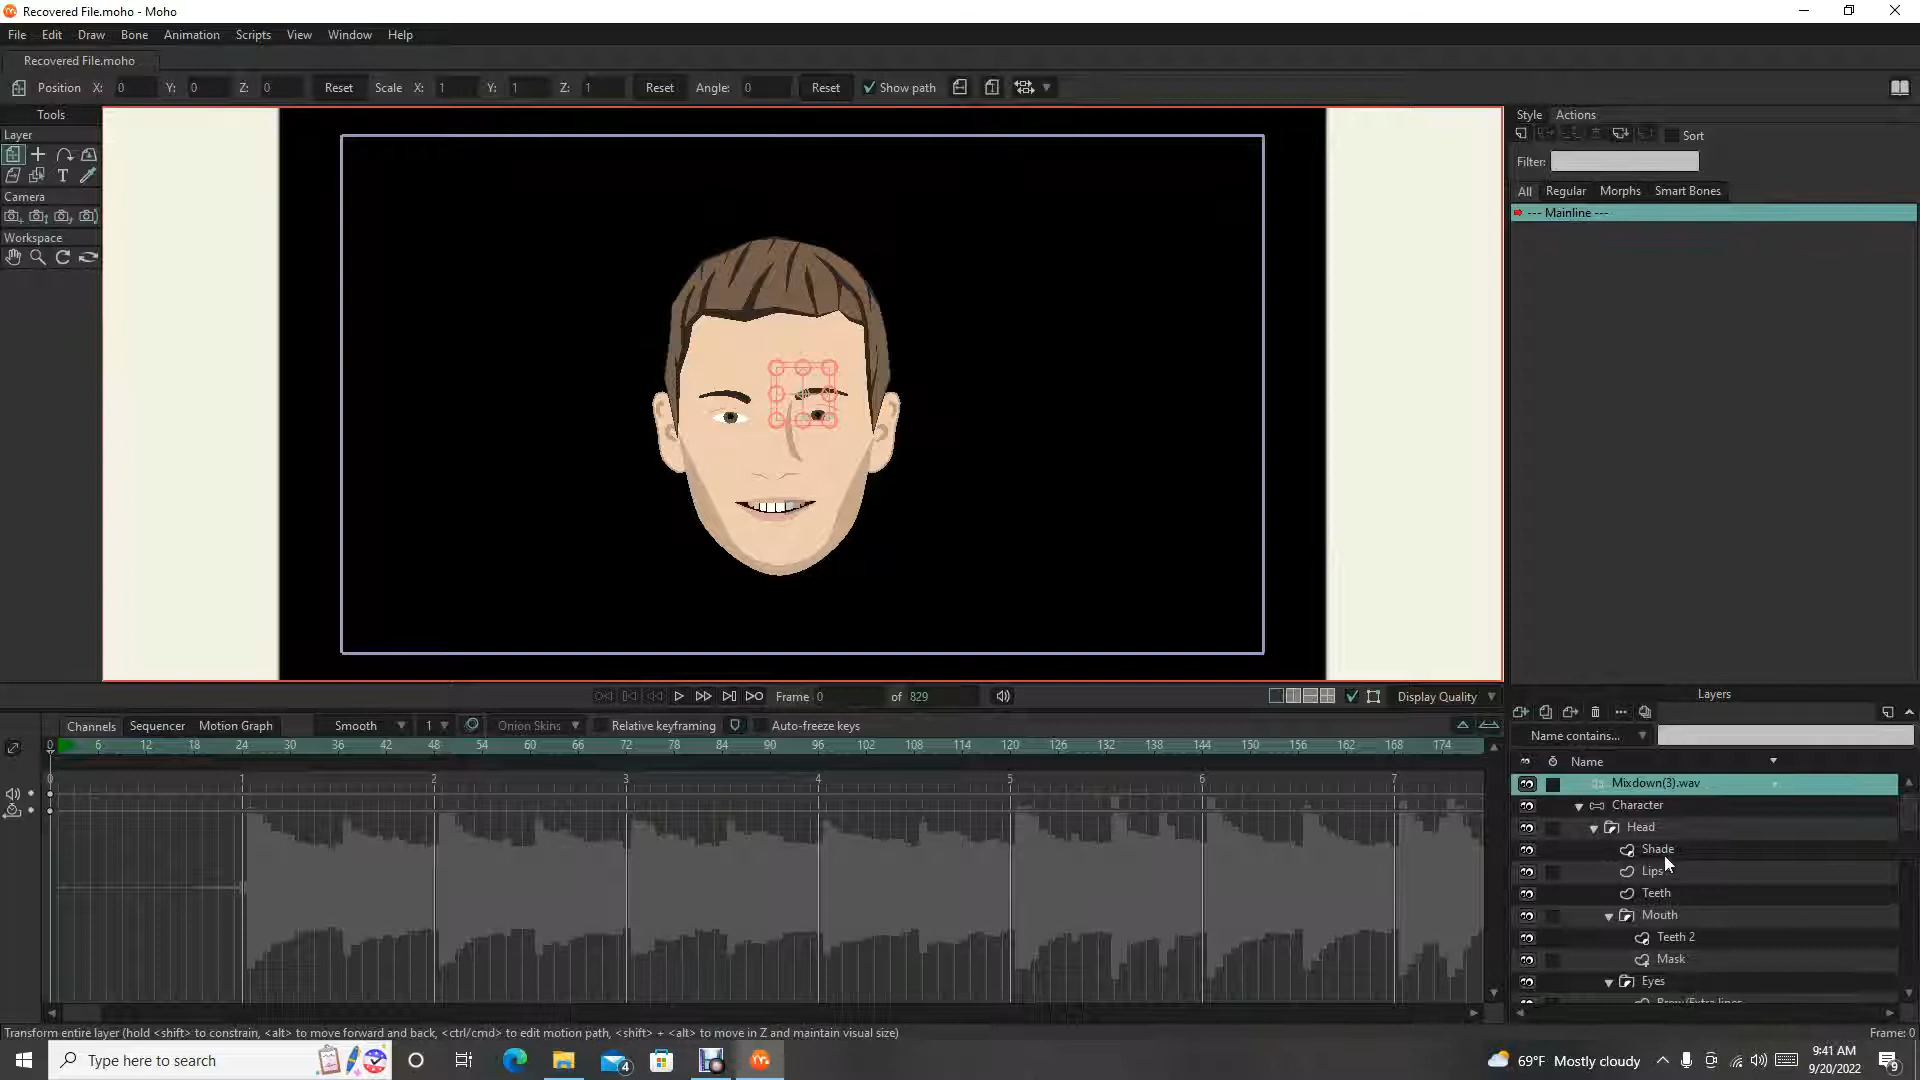 Recovered File.moho - Moho
File Edit Draw Bone Animation Scripts View Window Help
Recovered File.moho
Position X: 0 Y: 0 Z: 0 Reset Scale X: 1 Y: 1 Z: 1 Reset Angle: 0 Reset Show path
Tools
Layer
Camera
Workspace
Style Actions
Sort
Filter:
All Regular Morphs Smart Bones
--- Mainline ---
Frame 0 of 829 Display Quality
Channels Sequencer Motion Graph Smooth 1 Onion Skins Relative keyframing Auto-freeze keys
0 6 12 18 24 30 36 42 48 54 60 66 72 78 84 90 96 102 108 114 120 126 132 138 144 150 156 162 168 174
0 1 2 3 4 5 6 7
Layers
Name contains...
Name
Mixdown(3).wav
Character
Head
Shade
Lips
Teeth
Mouth
Teeth 2
Mask
Eyes
Brow/Extra lines
Transform entire layer (hold <shift> to constrain, <alt> to move forward and back, <ctrl/cmd> to edit motion path, <shift> + <alt> to move in Z and maintain visual size)
Frame: 0
Type here to search
4
69°F Mostly cloudy
9:41 AM
9/20/2022
9